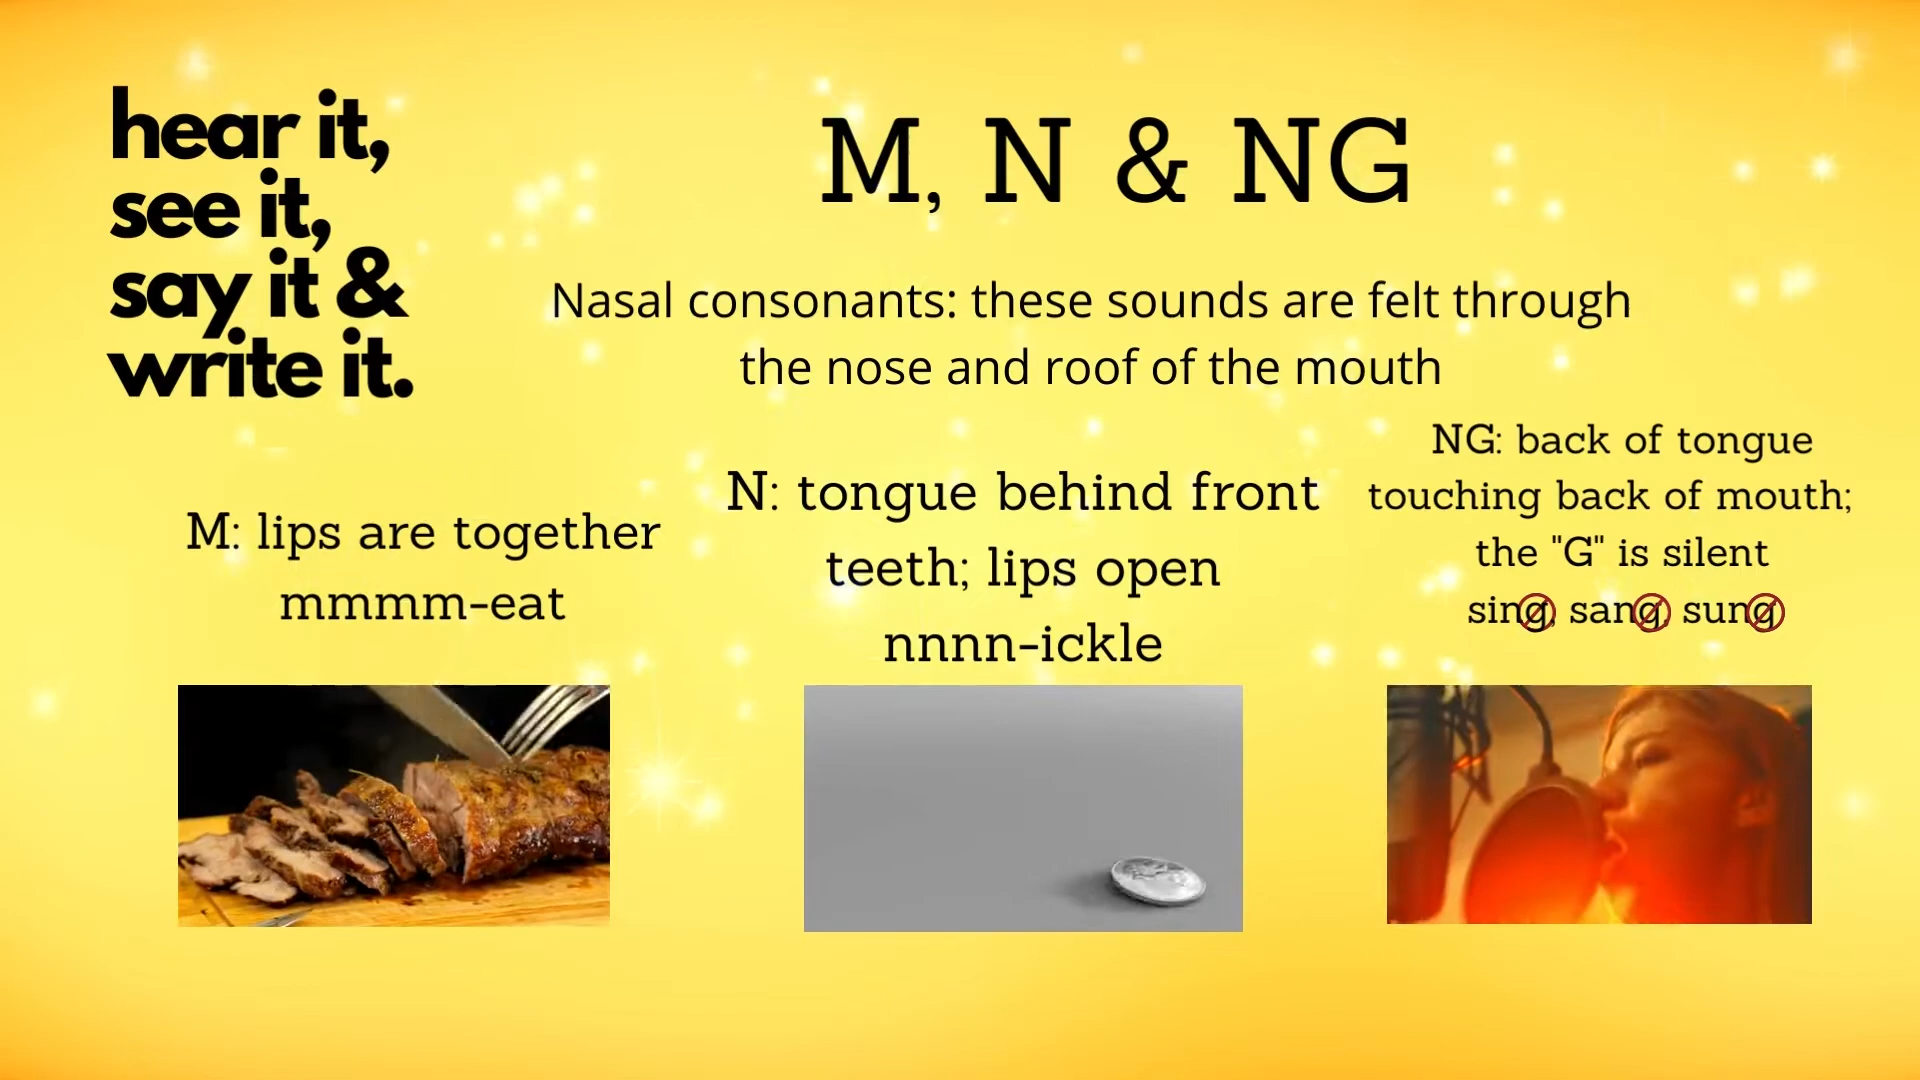 hear it,
see it,
say it &
write it.
M, N & NG
Nasal consonants: these sounds are felt through
the nose and roof of the mouth
M: lips are together
mmmm-eat
N: tongue behind front
teeth; lips open
nnnn-ickle
NG: back of tongue
touching back of mouth;
the "G" is silent
sing, sang, sung